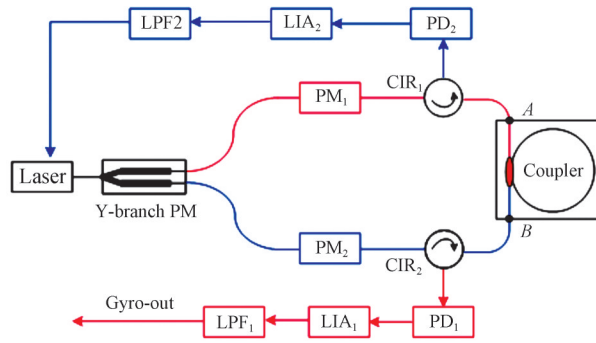 LPF2
LIA₂
PD₂
CIR₁
PM₁
A
Laser
Coupler
Y-branch PM
B
PM₂
CIR₂
Gyro-out
LPF₁
LIA₁
PD₁